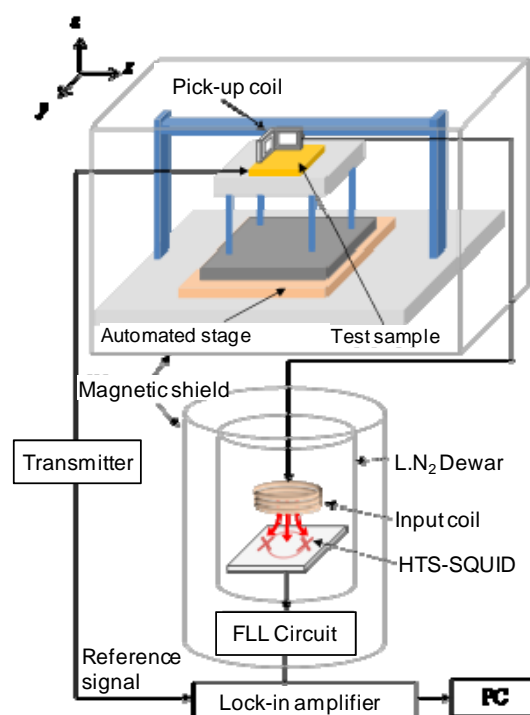 z
x
y
Pick-up coil
Automated stage
Test sample
Magnetic shield
Transmitter
L.N₂ Dewar
Input coil
HTS-SQUID
FLL Circuit
Reference
signal
Lock-in amplifier
PC